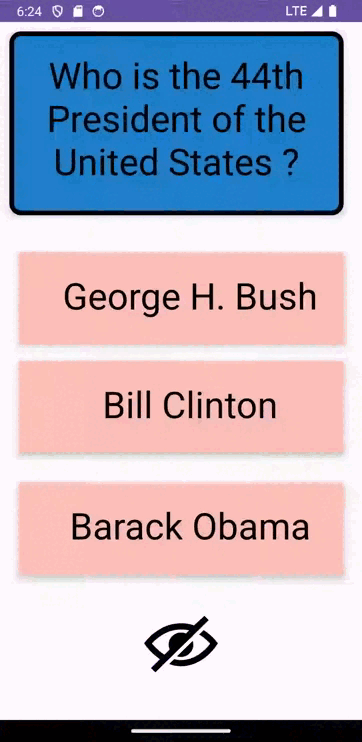 6:24 LTE
Who is the 44th
President of the
United States ?
George H. Bush
Bill Clinton
Barack Obama